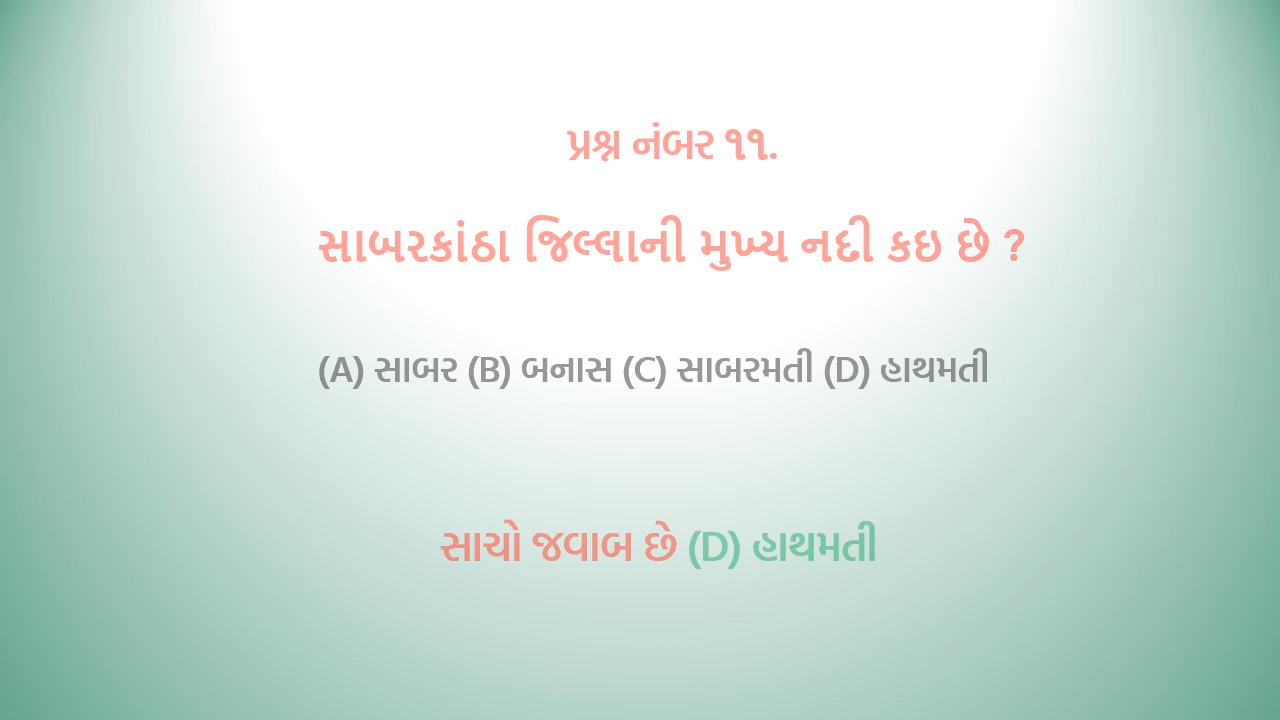 પ્રશ્ન નંબર ૧૧.
સાબરકાંઠા જિલ્લાની મુખ્ય નદી કઇ છે ?
(A) સાબર (B) બનાસ (C) સાબરમતી (D) હાથમતી
સાચો જવાબ છે (D) હાથમતી